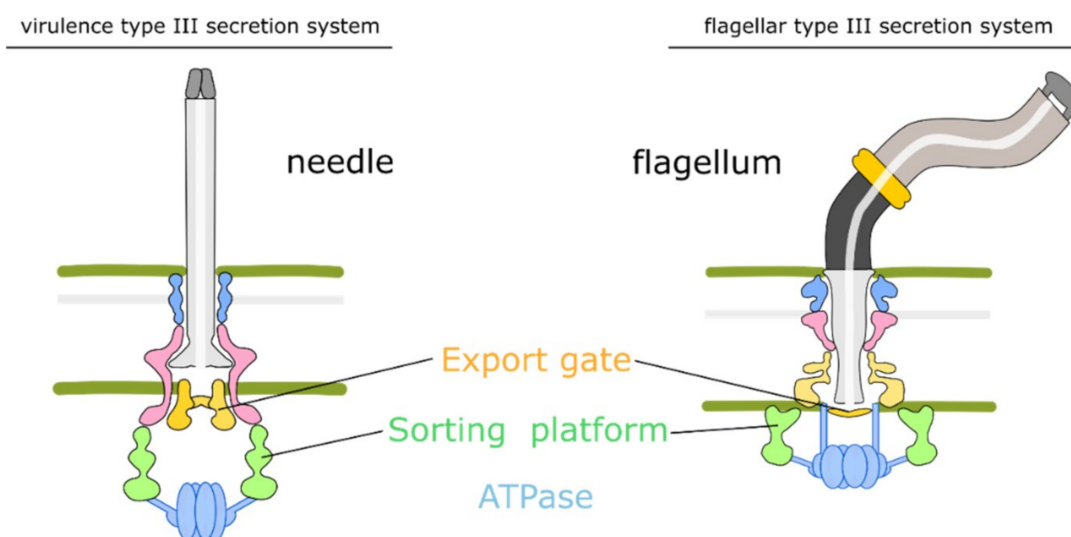 virulence type III secretion system
flagellar type III secretion system
needle
flagellum
Export gate
Sorting platform
ATPase